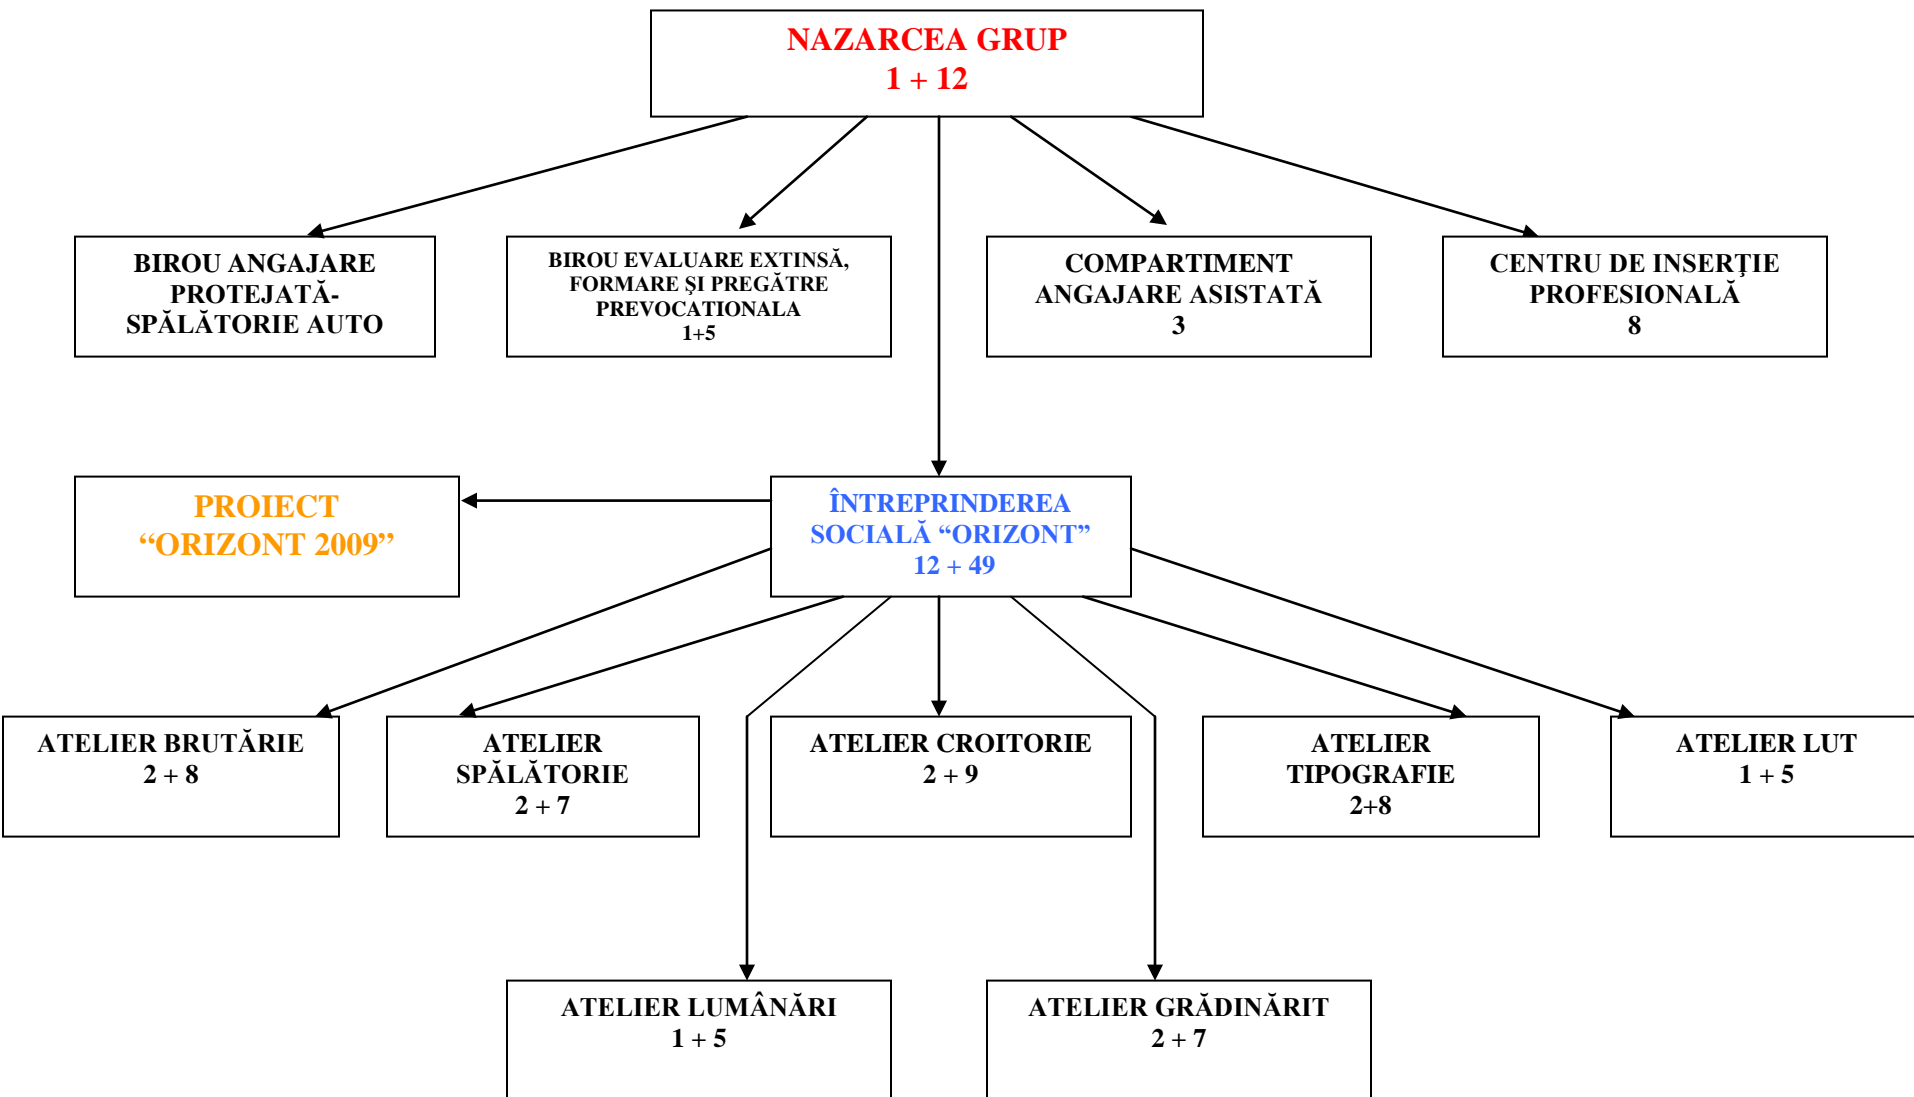 NAZARCEA GRUP
1 + 12
BIROU ANGAJARE
PROTEJATĂ-
SPĂLĂTORIE AUTO
BIROU EVALUARE EXTINSĂ,
FORMARE ŞI PREGĂTRE
PREVOCATIONALA
1+5
COMPARTIMENT
ANGAJARE ASISTATĂ
3
CENTRU DE INSERŢIE
PROFESIONALĂ
8
PROIECT
“ORIZONT 2009”
ÎNTREPRINDEREA
SOCIALĂ “ORIZONT”
12 + 49
ATELIER BRUTĂRIE
2 + 8
ATELIER
SPĂLĂTORIE
2 + 7
ATELIER CROITORIE
2 + 9
ATELIER
TIPOGRAFIE
2+8
ATELIER LUT
1 + 5
ATELIER LUMÂNĂRI
1 + 5
ATELIER GRĂDINĂRIT
2 + 7